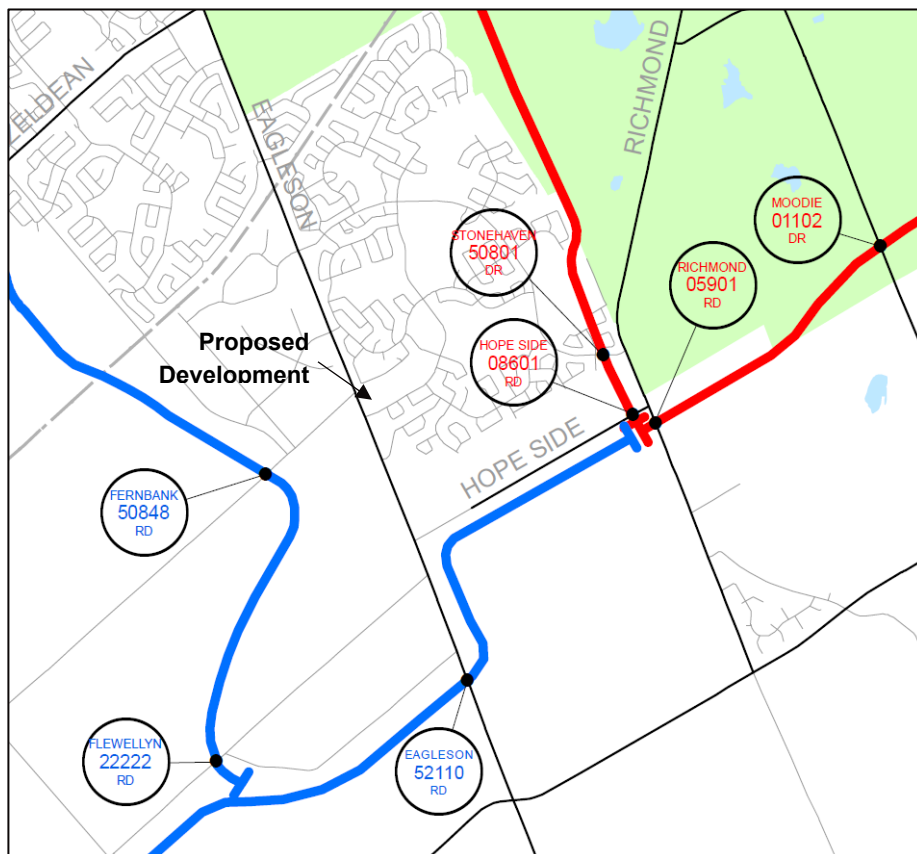 ELDEAN
EAGLESON
RICHMOND
MOODIE
01102
DR
STONEHAVEN
50801
DR
RICHMOND
05901
RD
Proposed
Development
HOPE SIDE
08601
RD
HOPE SIDE
FERNBANK
50848
RD
FLEWELLYN
22222
RD
EAGLESON
52110
RD